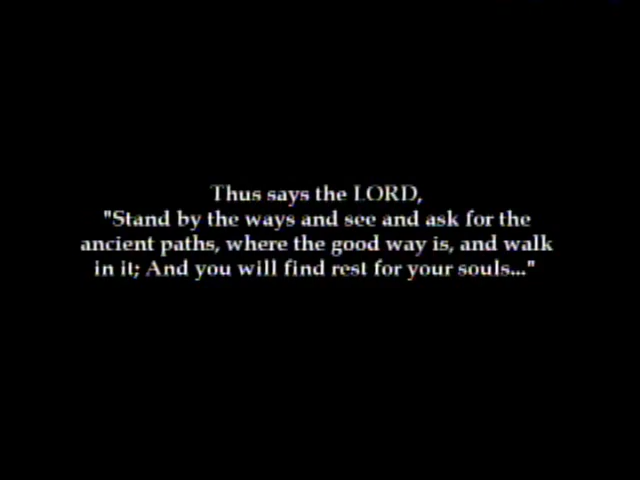 Thus says the LORD,
"Stand by the ways and see and ask for the
ancient paths, where the good way is, and walk
in it; And you will find rest for your souls..."